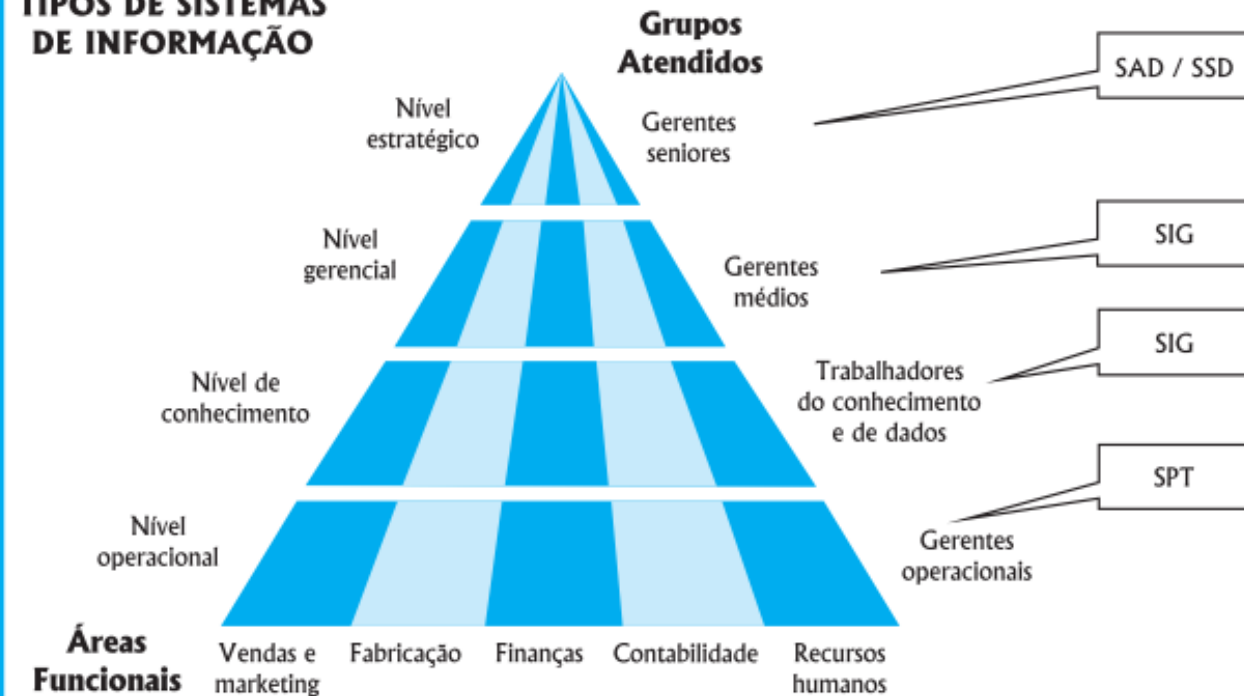 TIPOS DE SISTEMAS
DE INFORMAÇÃO
Grupos
Atendidos
SAD / SSD
Nível
estratégico
Gerentes
seniores
Nível
gerencial
Gerentes
médios
SIG
Nível de
conhecimento
Trabalhadores
do conhecimento
e de dados
SIG
Nível
operacional
Gerentes
operacionais
SPT
Áreas
Funcionais
Vendas e
marketing
Fabricação
Finanças
Contabilidade
Recursos
humanos